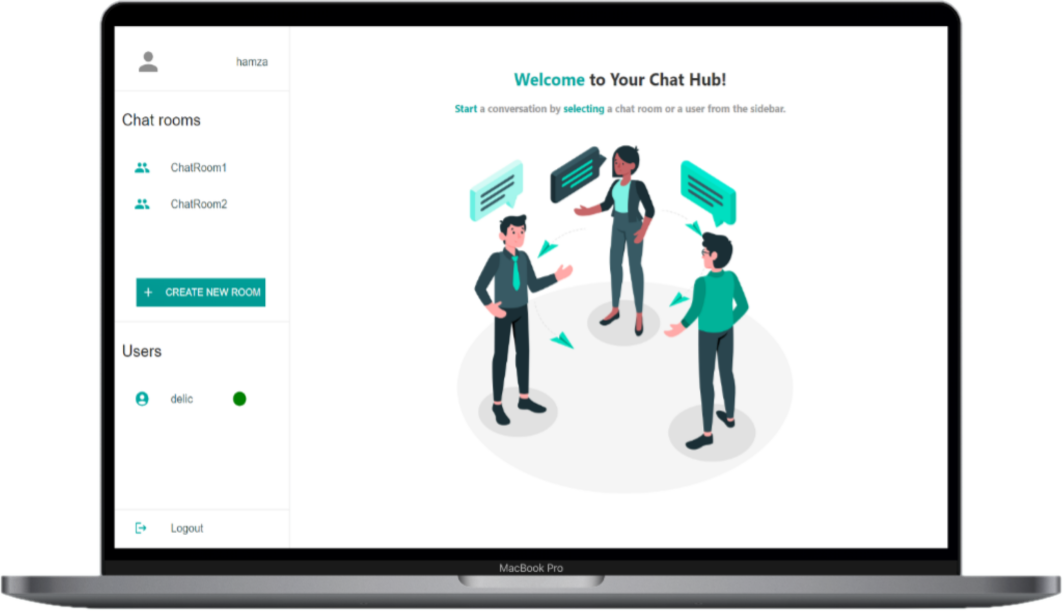 hamza
Chat rooms
ChatRoom1
ChatRoom2
+ CREATE NEW ROOM
Users
delic
Logout
Welcome to Your Chat Hub!
Start a conversation by selecting a chat room or a user from the sidebar.
MacBook Pro